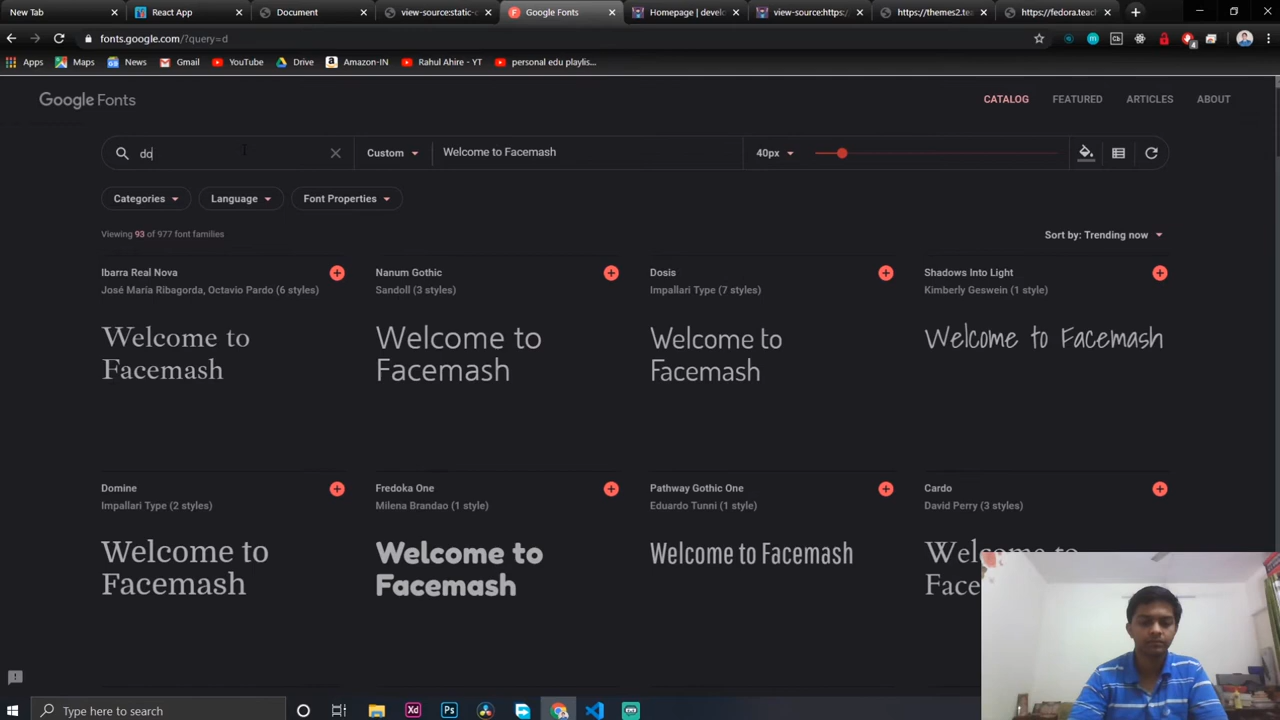 New Tab
React App
Document
view-source:static-c
Google Fonts
Homepage | devel
view-source:https:/
https://themes2.tea
https://fedora.teach
fonts.google.com/?query=d
Apps
Maps
News
Gmail
YouTube
Drive
Amazon-IN
Rahul Ahire - YT
personal edu playlis...
Google Fonts
CATALOG
FEATURED
ARTICLES
ABOUT
do
Custom
Welcome to Facemash
40px
Categories
Language
Font Properties
Viewing 93 of 977 font families
Sort by: Trending now
Ibarra Real Nova
José María Ribagorda, Octavio Pardo (6 styles)
Welcome to
Facemash
Nanum Gothic
Sandoll (3 styles)
Welcome to
Facemash
Dosis
Impallari Type (7 styles)
Welcome to
Facemash
Shadows Into Light
Kimberly Geswein (1 style)
Welcome to Facemash
Domine
Impallari Type (2 styles)
Welcome to
Facemash
Fredoka One
Milena Brandao (1 style)
Welcome to
Facemash
Pathway Gothic One
Eduardo Tunni (1 style)
Welcome to Facemash
Cardo
David Perry (3 styles)
Welcome to
Type here to search
Xd
Ps